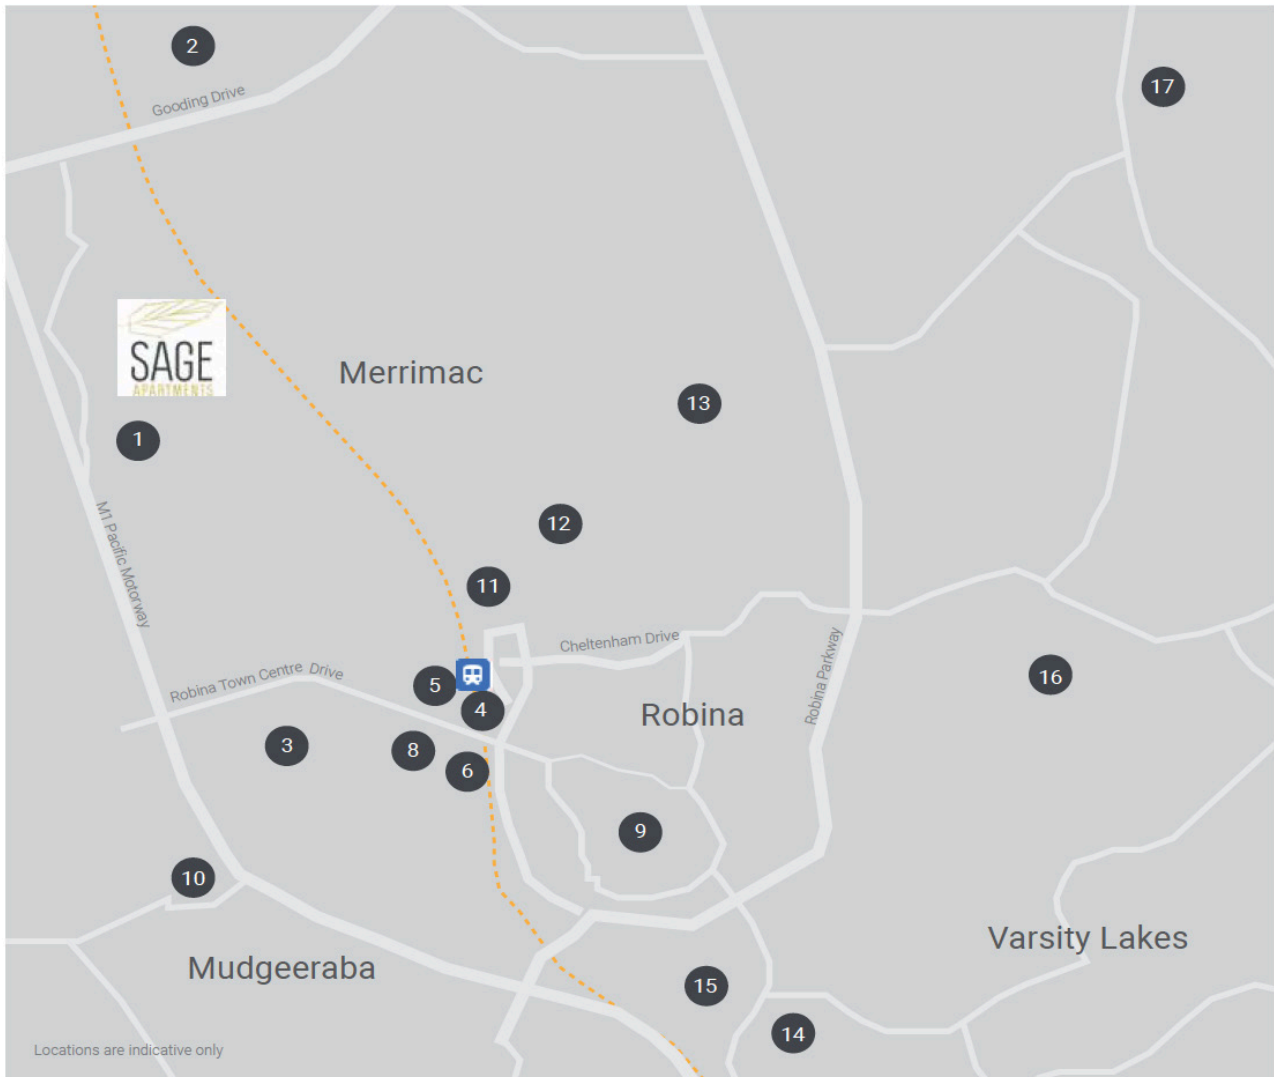 2
17
Gooding Drive
SAGE
APARTMENTS
Merrimac
13
1
M1 Pacific Motorway
12
11
Cheltenham Drive
Robina Parkway
Robina Town Centre Drive
5
4
Robina
16
3
8
6
9
10
Varsity Lakes
Mudgeeraba
15
14
Locations are indicative only